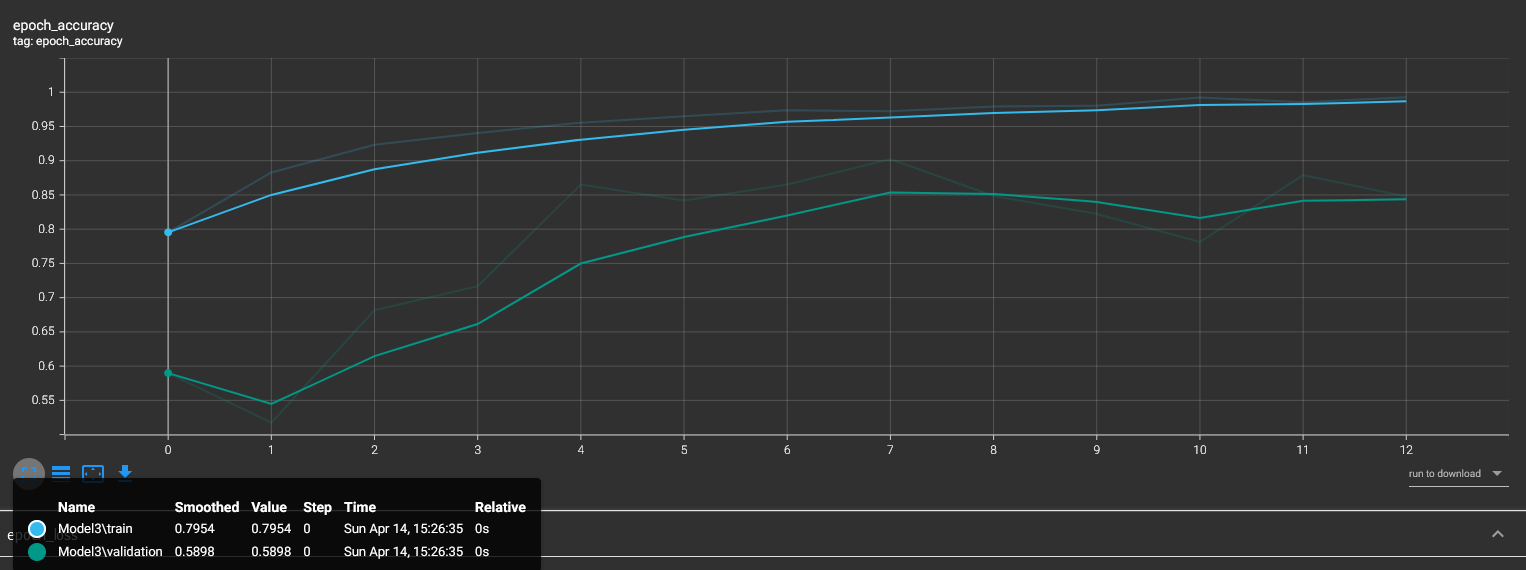 epoch_accuracy
tag: epoch_accuracy
1
0.95
0.9
0.85
0.8
0.75
0.7
0.65
0.6
0.55
0 1 2 3 4 5 6 7 8 9 10 11 12
run to download
Name Smoothed Value Step Time Relative
Model3\train 0.7954 0.7954 0 Sun Apr 14, 15:26:35 0s
Model3\validation 0.5898 0.5898 0 Sun Apr 14, 15:26:35 0s
epoch_loss